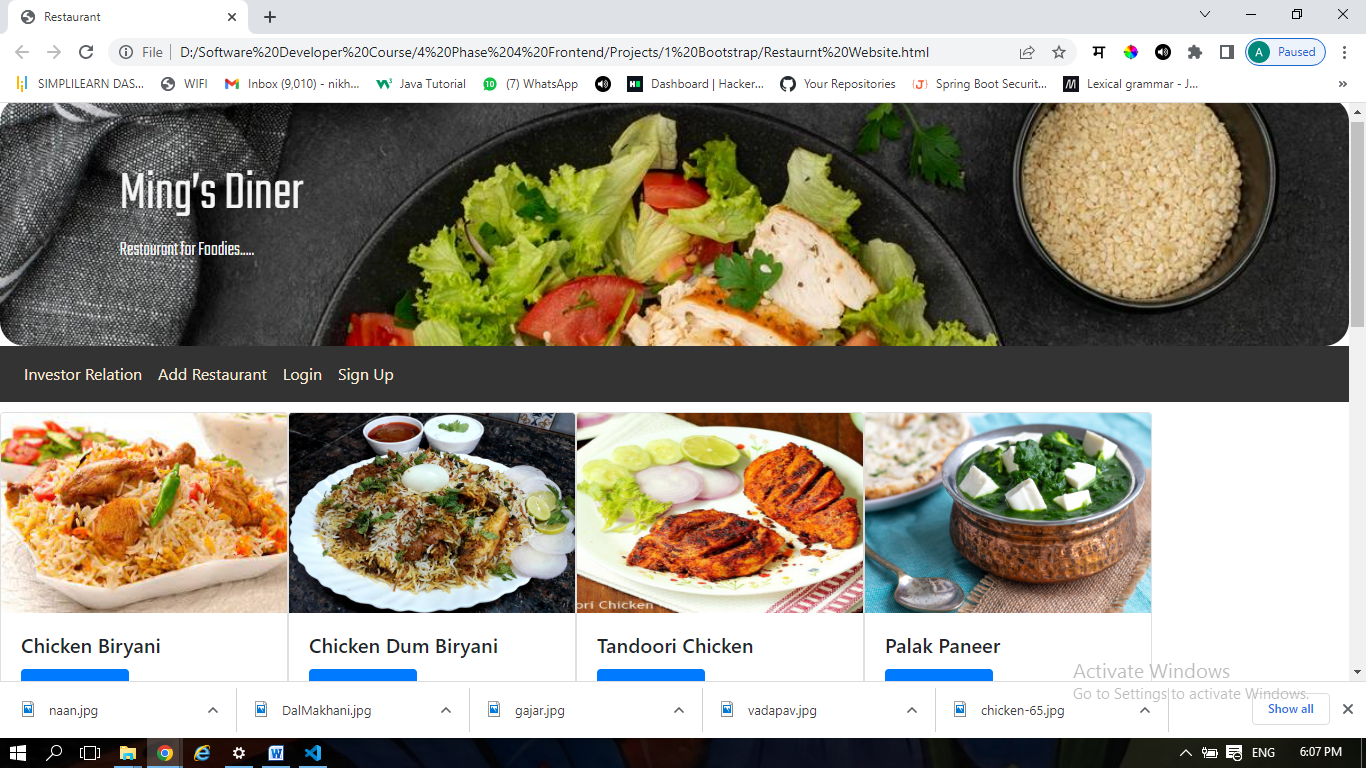 Restaurant
File
D:/Software%20Developer%20Course/4%20Phase%204%20Frontend/Projects/1%20Bootstrap/Restaurnt%20Website.html
म
A
Paused
SIMPLILEARN DAS...
WIFI
Inbox (9,010) - nikh...
Java Tutorial
10
(7) WhatsApp
Dashboard | Hacker...
Your Repositories
{J}
Spring Boot Securit...
M
Lexical grammar - J...
»
Ming's Diner
Restaurant for Foodies.....
Investor Relation
Add Restaurant
Login
Sign Up
ori Chicken
Chicken Biryani
Chicken Dum Biryani
Tandoori Chicken
Palak Paneer
Activate Windows
Go to Settings to activate Windows.
naan.jpg
DalMakhani.jpg
gajar.jpg
vadapav.jpg
chicken-65.jpg
Show all
ENG
6:07 PM